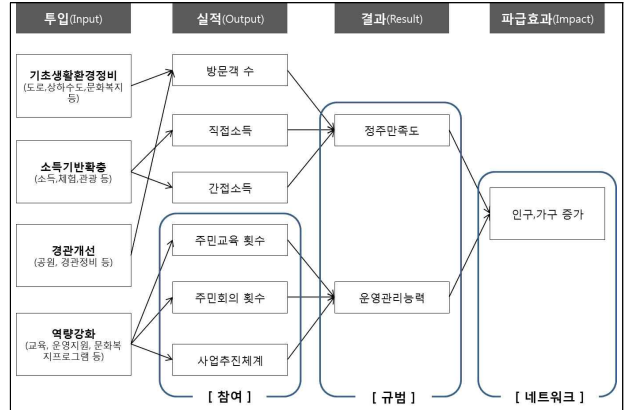 투입(Input) 실적(Output) 결과(Result) 파급효과(Impact)
기초생활환경정비
(도로,상하수도,문화복지
등)
방문객 수
직접소득
정주만족도
소득기반확충
(소득,체험,관광 등)
간접소득
인구,가구 증가
경관개선
(공원, 경관정비 등)
주민교육 횟수
주민회의 횟수
운영관리능력
역량강화
(교육, 운영지원, 문화복
지프로그램 등)
사업추진체계
[ 참여 ] [ 규범 ] [ 네트워크 ]